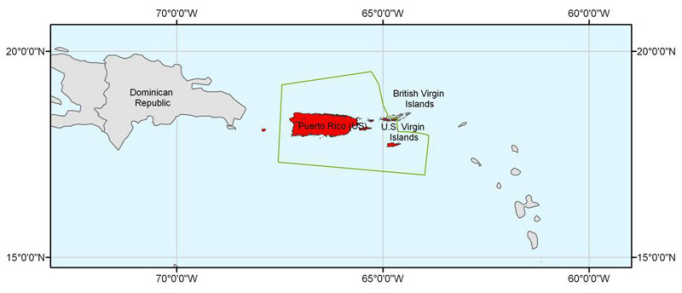 70°0'0"W 65°0'0"W 60°0'0"W
20°0'0"N 20°0'0"N
British Virgin
Islands
Dominican
Republic
Puerto Rico (US) U.S. Virgin
Islands
15°0'0"N 15°0'0"N
70°0'0"W 65°0'0"W 60°0'0"W